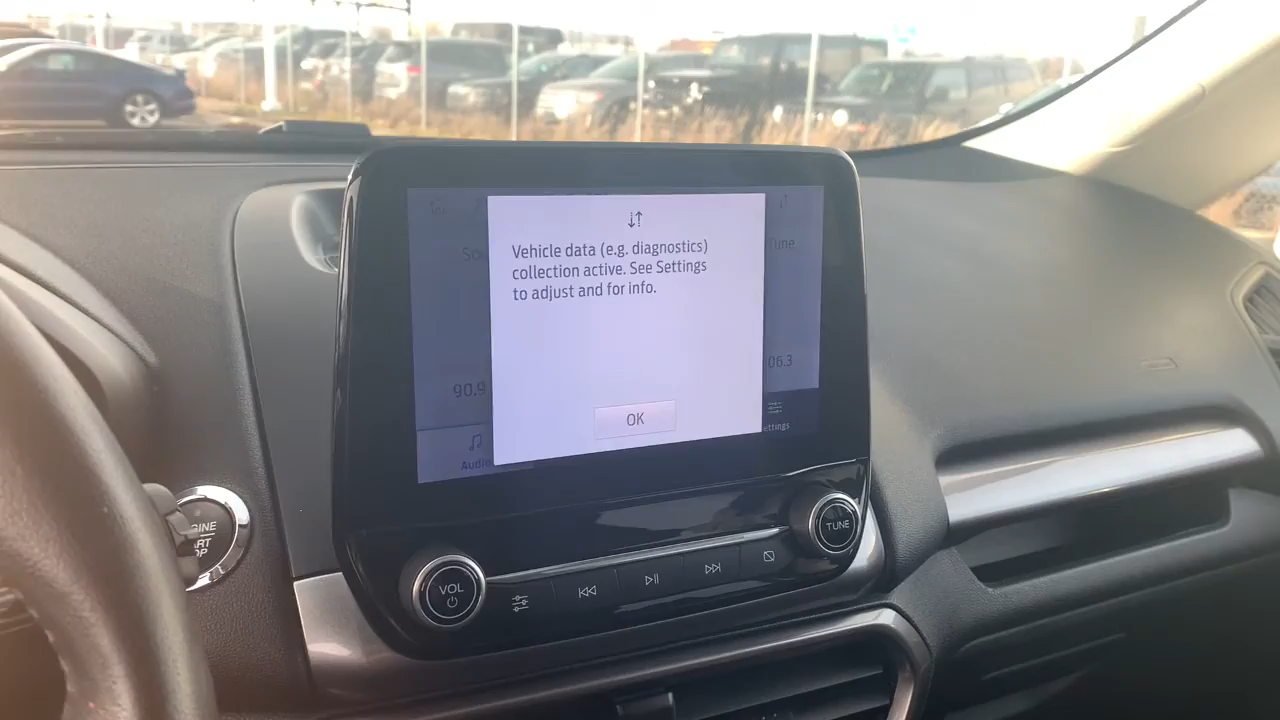 Vehicle data (e.g. diagnostics)
collection active. See Settings
to adjust and for info.
OK
90.9
06.3
Audio
ettings
VOL
TUNE
GINE
ART
OP